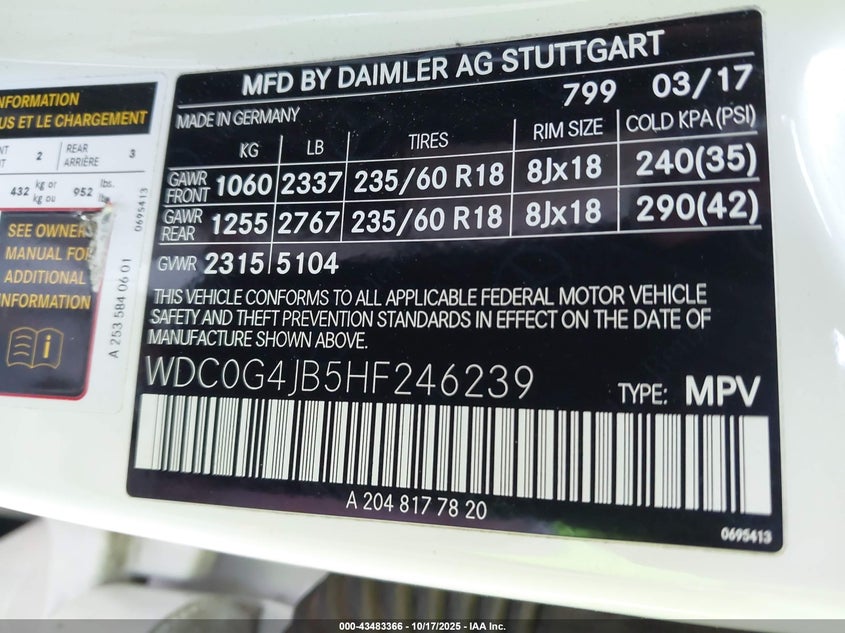 NFORMATION
US ET LE CHARGEMENT
NT 2 REAR 3
T ARRIÈRE
432 kg or 952 lbs.
kg ou lb
0695413
SEE OWNER
MANUAL FO
ADDITIONAL
INFORMATION
A 253 584 06 01
MFD BY DAIMLER AG STUTTGART
799 03/17
MADE IN GERMANY
KG LB TIRES RIM SIZE COLD KPA (PSI)
GAWR FRONT 1060 2337 235/60 R18 8Jx18 240(35)
GAWR REAR 1255 2767 235/60 R18 8Jx18 290(42)
GVWR 2315 5104
THIS VEHICLE CONFORMS TO ALL APPLICABLE FEDERAL MOTOR VEHICLE
SAFETY AND THEFT PREVENTION STANDARDS IN EFFECT ON THE DATE OF
MANUFACTURE SHOWN ABOVE.
WDC0G4JB5HF246239 TYPE: MPV
A 204 817 78 20
0695413
000-43483366 - 10/17/2025 - IAA Inc.